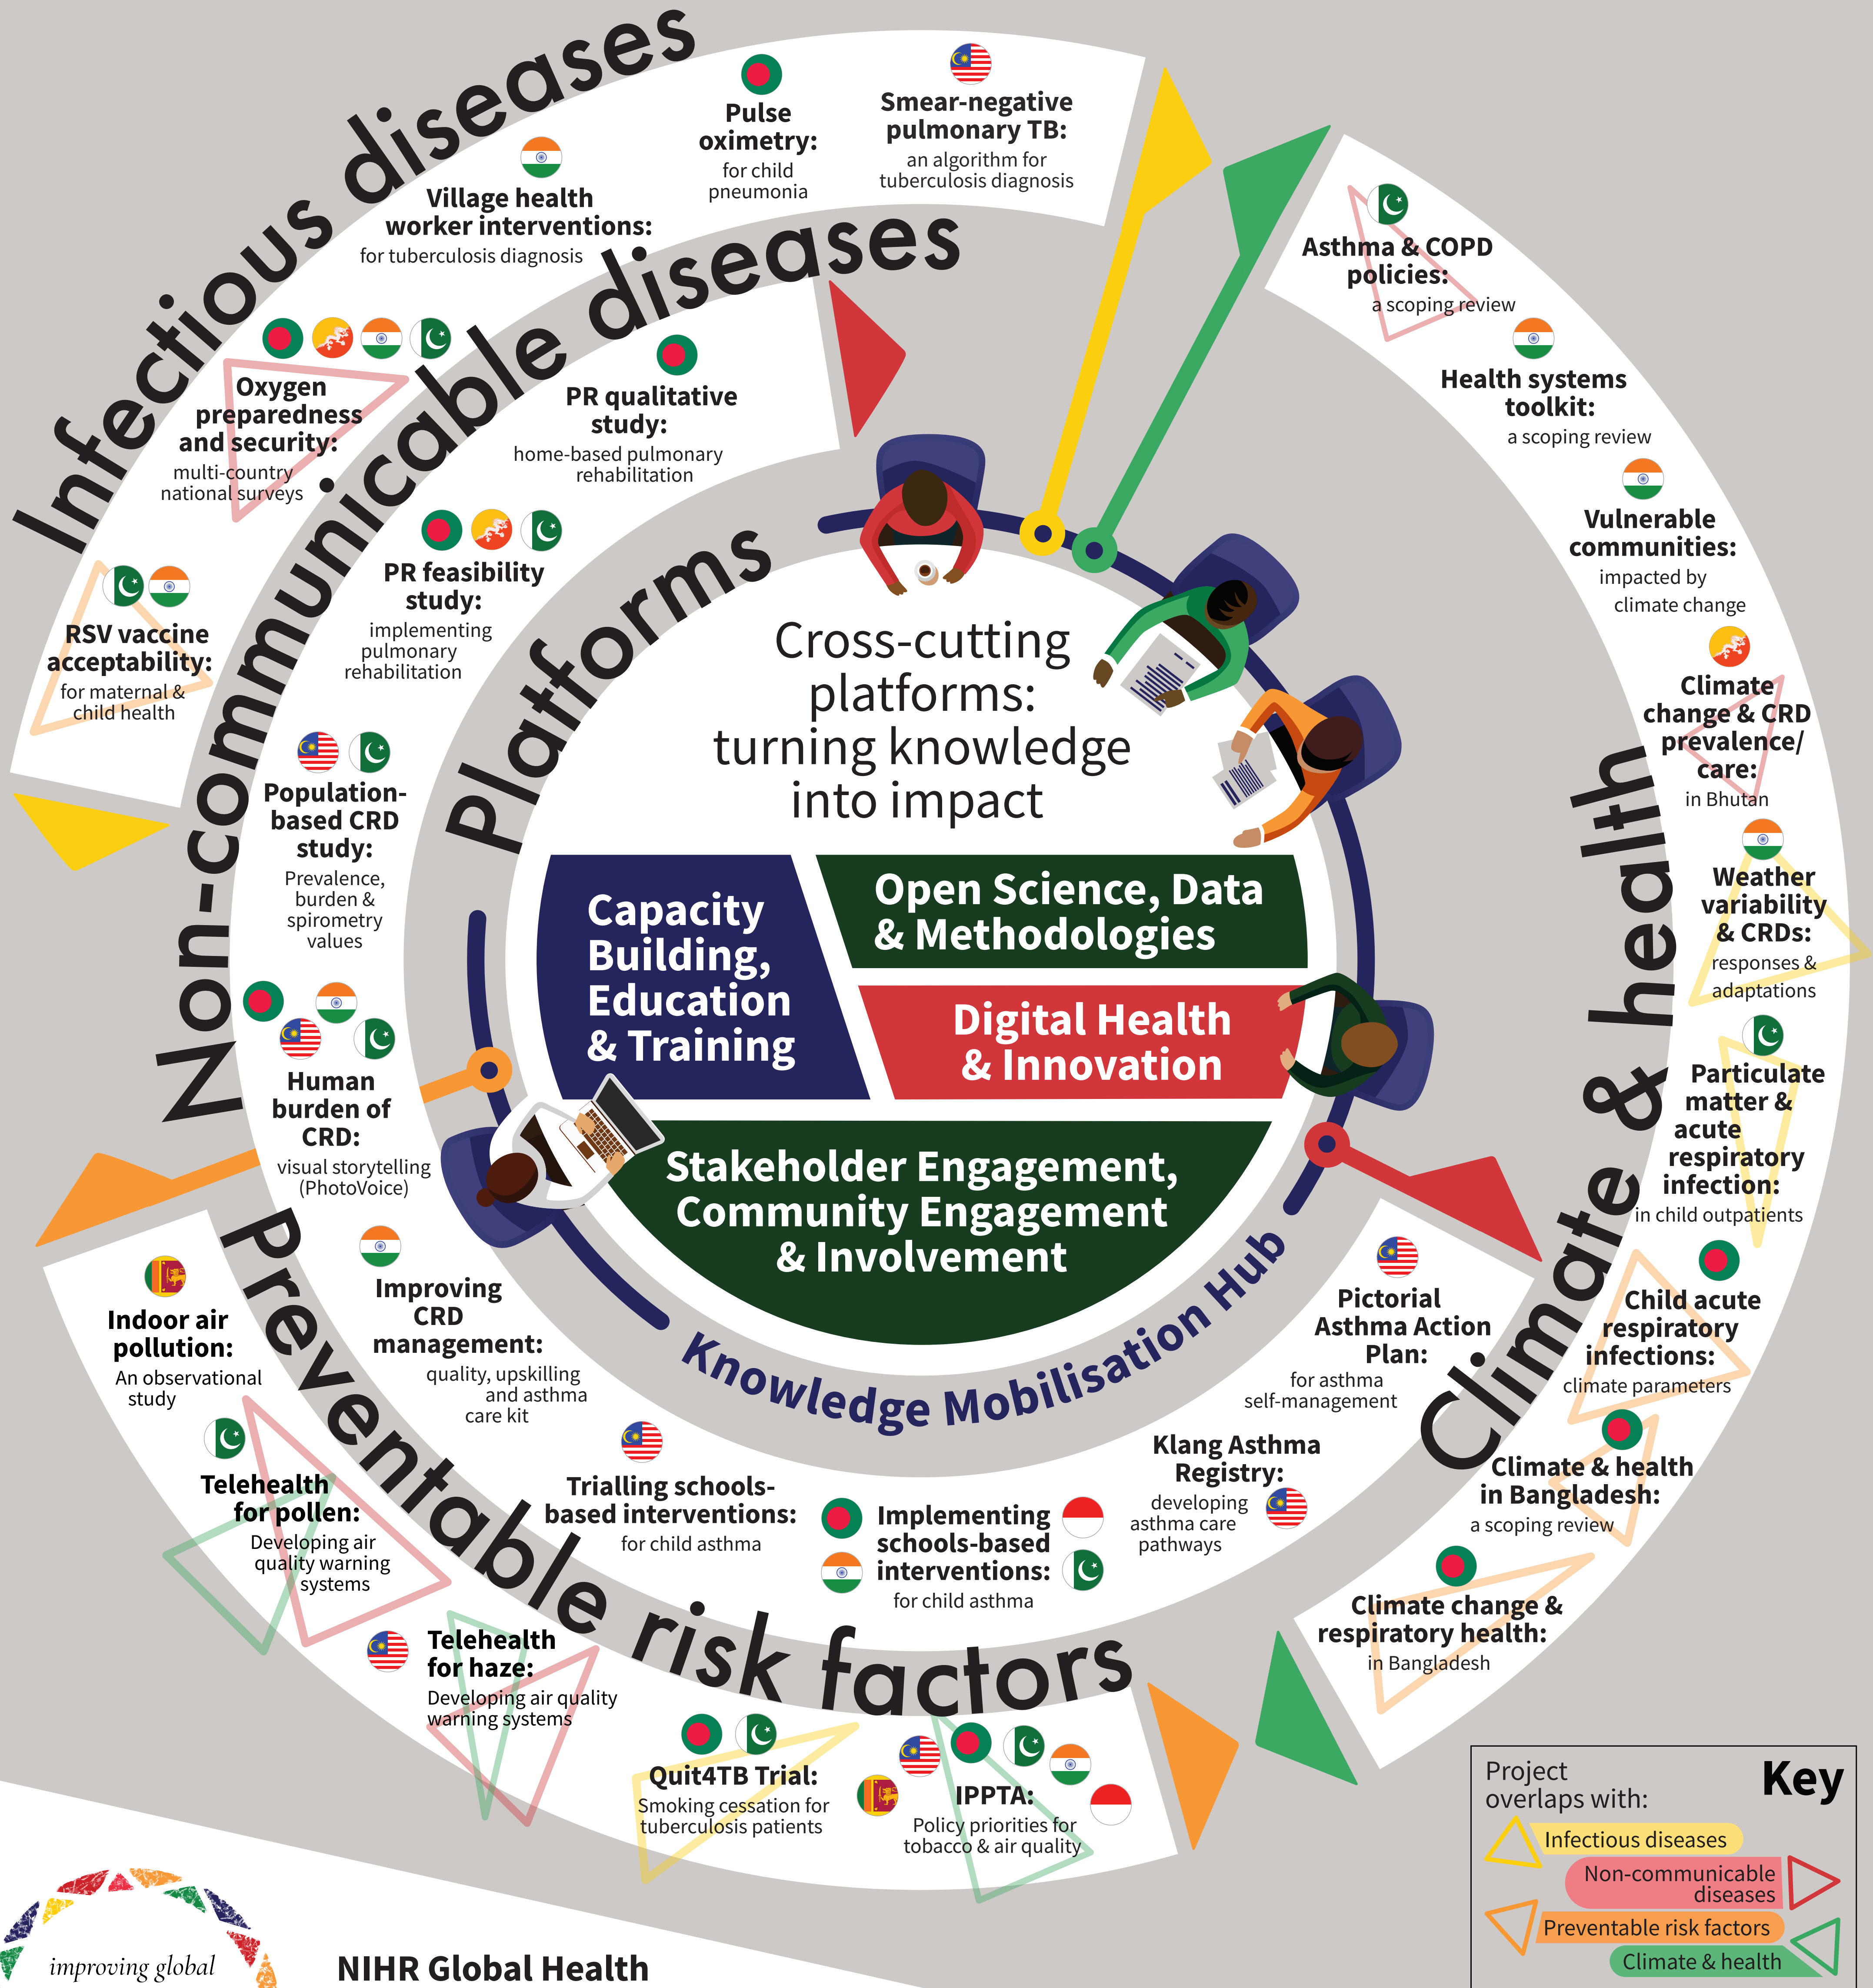 Infectious diseases
Smear-negative
pulmonary TB:
an algorithm for
tuberculosis diagnosis
Pulse
oximetry:
for child
pneumonia
Village health
worker interventions:
for tuberculosis diagnosis
Oxygen
preparedness
and security:
multi-country
national surveys
RSV vaccine
acceptability:
for maternal &
child health
Non-communicable diseases
PR qualitative
study:
home-based pulmonary
rehabilitation
PR feasibility
study:
implementing
pulmonary
rehabilitation
Population-
based CRD
study:
Prevalence,
burden &
spirometry
values
Human
burden of
CRD:
visual storytelling
(PhotoVoice)
Improving
CRD
management:
quality, upskilling
and asthma
care kit
Trialling schools-
based interventions:
for child asthma
Implementing
schools-based
interventions:
for child asthma
Klang Asthma
Registry:
developing
asthma care
pathways
Pictorial
Asthma Action
Plan:
for asthma
self-management
Platforms
Cross-cutting
platforms:
turning knowledge
into impact
Capacity
Building,
Education
& Training
Open Science, Data
& Methodologies
Digital Health
& Innovation
Stakeholder Engagement,
Community Engagement
& Involvement
Knowledge Mobilisation Hub
Climate & health
Asthma & COPD
policies:
a scoping review
Health systems
toolkit:
a scoping review
Vulnerable
communities:
impacted by
climate change
Climate
change & CRD
prevalence/
care:
in Bhutan
Weather
variability
& CRDs:
responses &
adaptations
Particulate
matter &
acute
respiratory
infection:
in child outpatients
Child acute
respiratory
infections:
climate parameters
Climate & health
in Bangladesh:
a scoping review
Climate change &
respiratory health:
in Bangladesh
Preventable risk factors
Indoor air
pollution:
An observational
study
Telehealth
for pollen:
Developing air
quality warning
systems
Telehealth
for haze:
Developing air quality
warning systems
Quit4TB Trial:
Smoking cessation for
tuberculosis patients
IPPTA:
Policy priorities for
tobacco & air quality
Key
Project
overlaps with:
Infectious diseases
Non-communicable
diseases
Preventable risk factors
Climate & health
improving global
NIHR Global Health